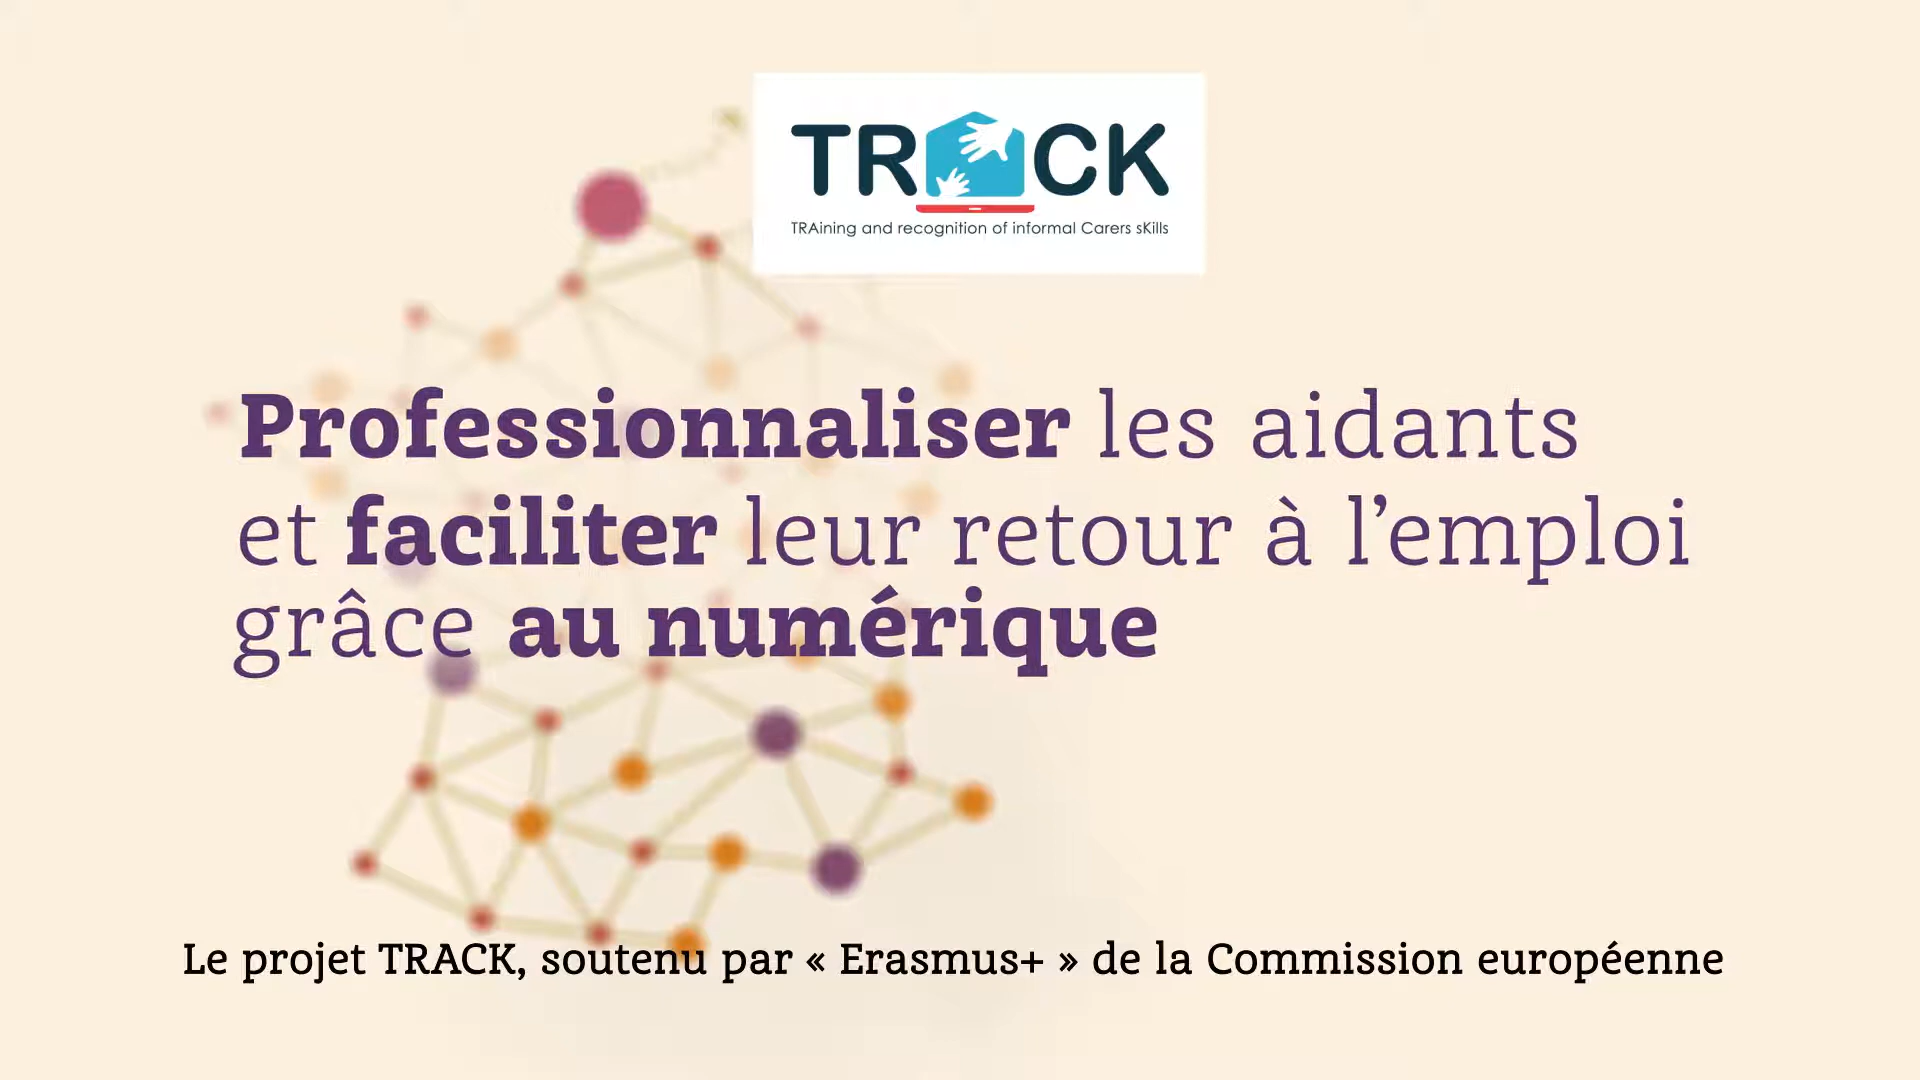 TRACK
TRAining and recognition of informal Carers sKills
Professionnaliser les aidants
et faciliter leur retour à l’emploi
grâce au numérique
Le projet TRACK, soutenu par « Erasmus+ » de la Commission européenne